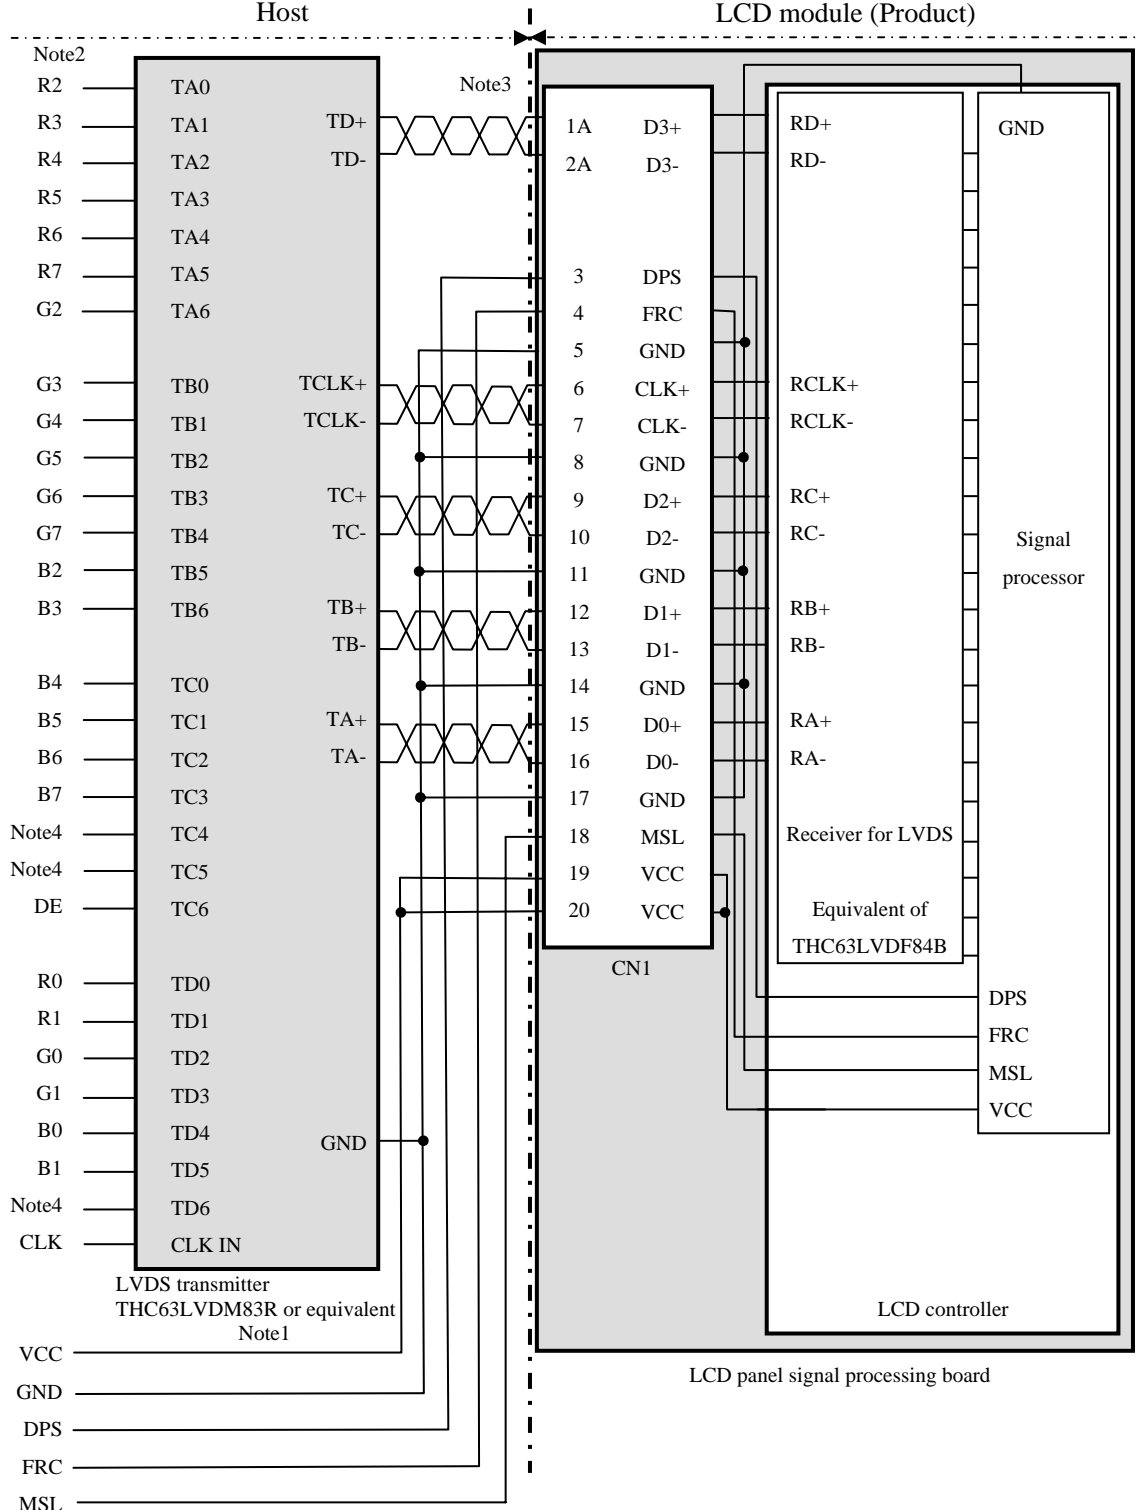 Host
LCD module (Product)
Note2
Note3
R2 TA0
R3 TA1 TD+ 1A D3+ RD+ GND
R4 TA2 TD- 2A D3- RD-
R5 TA3
R6 TA4
R7 TA5 3 DPS
G2 TA6 4 FRC
5 GND
G3 TB0 TCLK+ 6 CLK+ RCLK+
G4 TB1 TCLK- 7 CLK- RCLK-
G5 TB2 8 GND
G6 TB3 TC+ 9 D2+ RC+
G7 TB4 TC- 10 D2- RC- Signal
B2 TB5 11 GND processor
B3 TB6 TB+ 12 D1+ RB+
TB- 13 D1- RB-
B4 TC0 14 GND
B5 TC1 TA+ 15 D0+ RA+
B6 TC2 TA- 16 D0- RA-
B7 TC3 17 GND
Note4 TC4 18 MSL Receiver for LVDS
Note4 TC5 19 VCC
DE TC6 20 VCC Equivalent of
THC63LVDF84B
CN1
R0 TD0 DPS
R1 TD1 FRC
G0 TD2 MSL
G1 TD3 VCC
B0 TD4 GND
B1 TD5
Note4 TD6
CLK CLK IN
LVDS transmitter
THC63LVDM83R or equivalent LCD controller
Note1
VCC
LCD panel signal processing board
GND
DPS
FRC
MSL